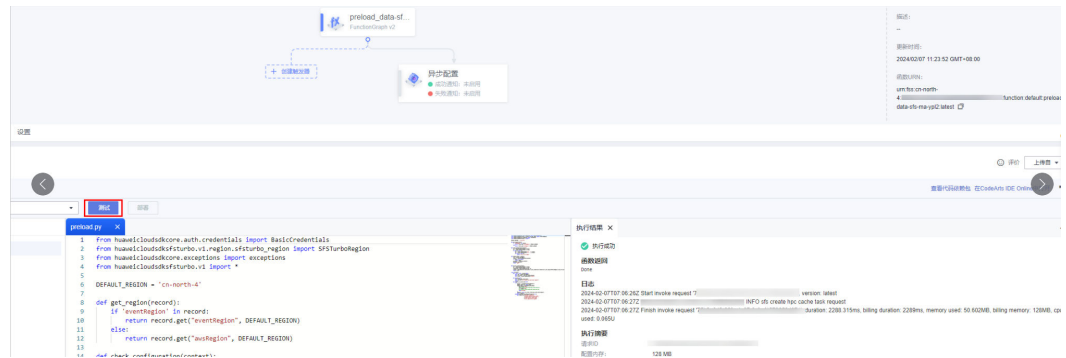 preload_data-sf...
FunctionGraph v2
创建触发器
异步配置
成功通知: 未启用
失败通知: 未启用
描述:
--
更新时间:
2024/02/07 11:23:52 GMT+08:00
函数URN:
urn:fss:cn-north-
4: function:default:preload
data-sfs-ma-ypl2:latest
设置
评价
上传自
查看代码依赖包
在CodeArts IDE Online
测试
部署
preload.py
1 from huaweicloudsdkcore.auth.credentials import BasicCredentials
2 from huaweicloudsdksfsturbo.v1.region.sfsturbo_region import SFSTurboRegion
3 from huaweicloudsdkcore.exceptions import exceptions
4 from huaweicloudsdksfsturbo.v1 import *
5
6 DEFAULT_REGION = 'cn-north-4'
7
8 def get_region(record):
9 if 'eventRegion' in record:
10 return record.get("eventRegion", DEFAULT_REGION)
11 else:
12 return record.get("awsRegion", DEFAULT_REGION)
13
14 def check_configuration(context):
执行结果
执行成功
函数返回
done
日志
2024-02-07T07:06:26Z Start invoke request '7 version: latest
2024-02-07T07:06:27Z INFO sfs create hpc cache task request
2024-02-07T07:06:27Z Finish invoke request '7 duration: 2288.315ms, billing duration: 2289ms, memory used: 50.602MB, billing memory: 128MB, cpu
used: 0.065U
执行摘要
请求ID
配置内存: 128 MB